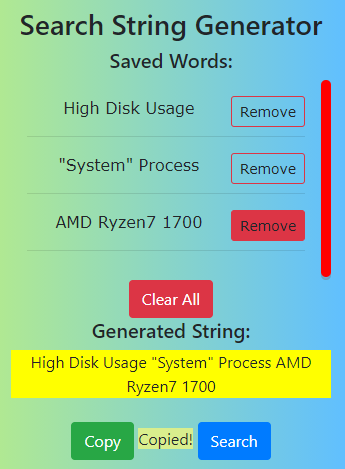 Search String Generator
Saved Words:
High Disk Usage Remove
"System" Process Remove
AMD Ryzen7 1700 Remove
Clear All
Generated String:
High Disk Usage "System" Process AMD
Ryzen7 1700
Copy Copied! Search